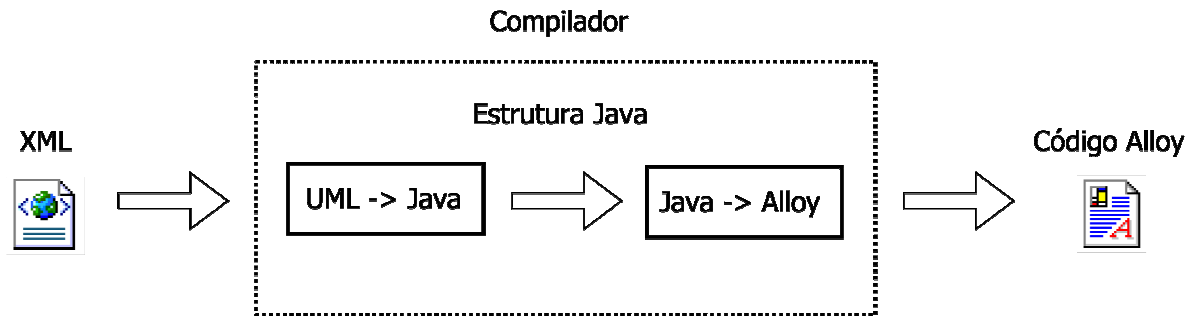 Compilador
Estrutura Java
XML
Código Alloy
UML -> Java
Java -> Alloy